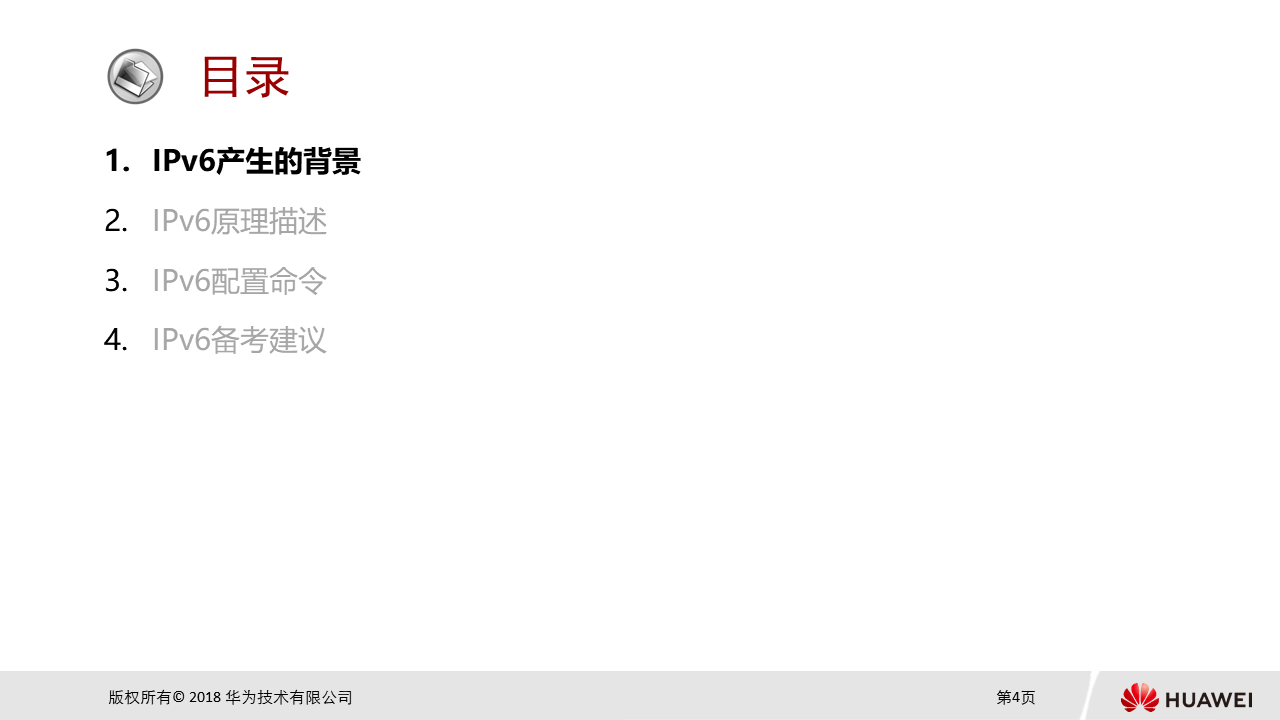 目录
1. IPv6产生的背景
2. IPv6原理描述
3. IPv6配置命令
4. IPv6备考建议
版权所有© 2018 华为技术有限公司
第4页
HUAWEI